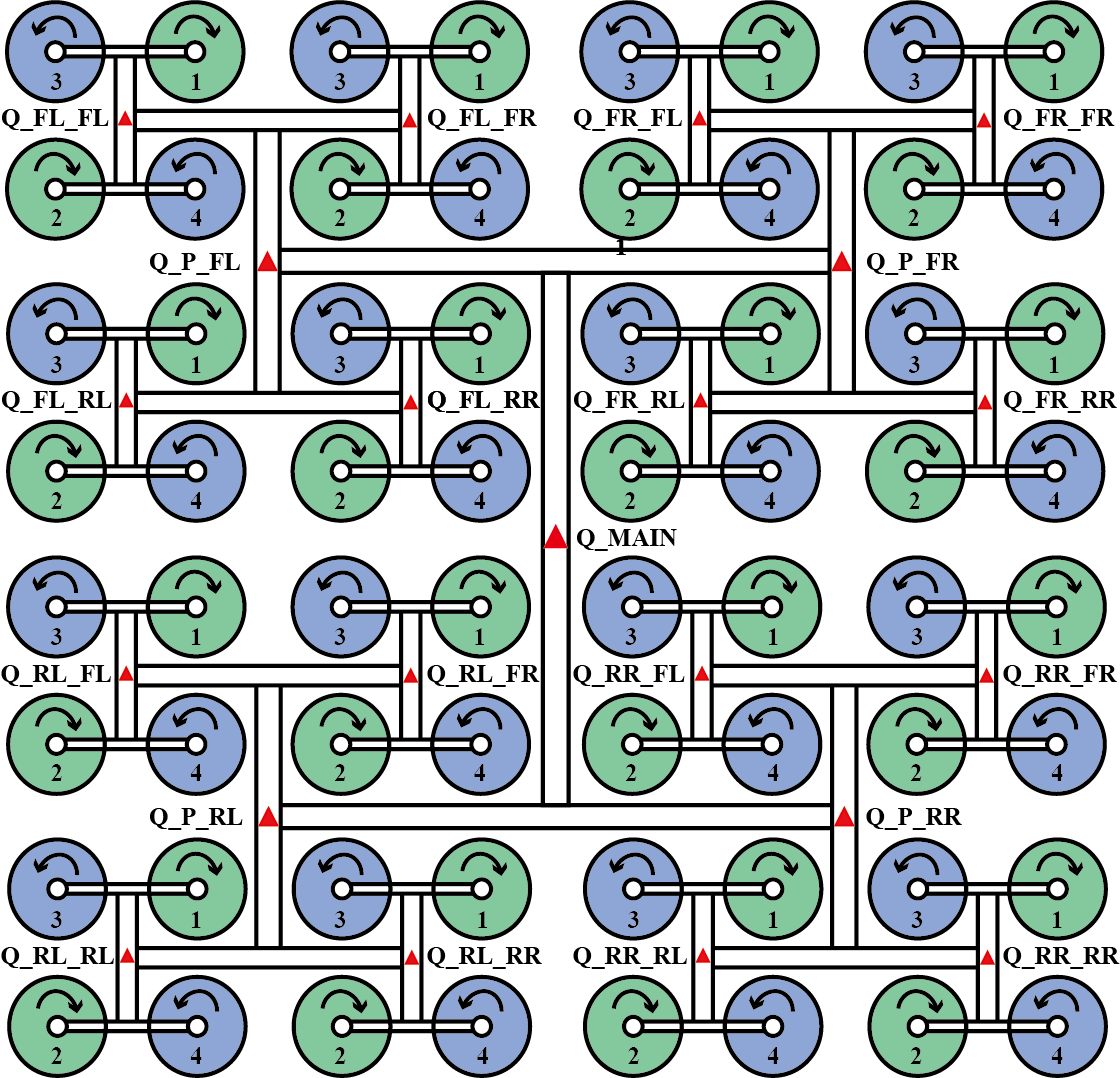 3 1 3 1 3 1 3 1
Q_FL_FL Q_FL_FR Q_FR_FL Q_FR_FR
2 4 2 4 2 4 2 4
1
Q_P_FL Q_P_FR
3 1 3 1 3 1 3 1
Q_FL_RL Q_FL_RR Q_FR_RL Q_FR_RR
2 4 2 4 2 4 2 4
Q_MAIN
3 1 3 1 3 1 3 1
Q_RL_FL Q_RL_FR Q_RR_FL Q_RR_FR
2 4 2 4 2 4 2 4
Q_P_RL Q_P_RR
3 1 3 1 3 1 3 1
Q_RL_RL Q_RL_RR Q_RR_RL Q_RR_RR
2 4 2 4 2 4 2 4